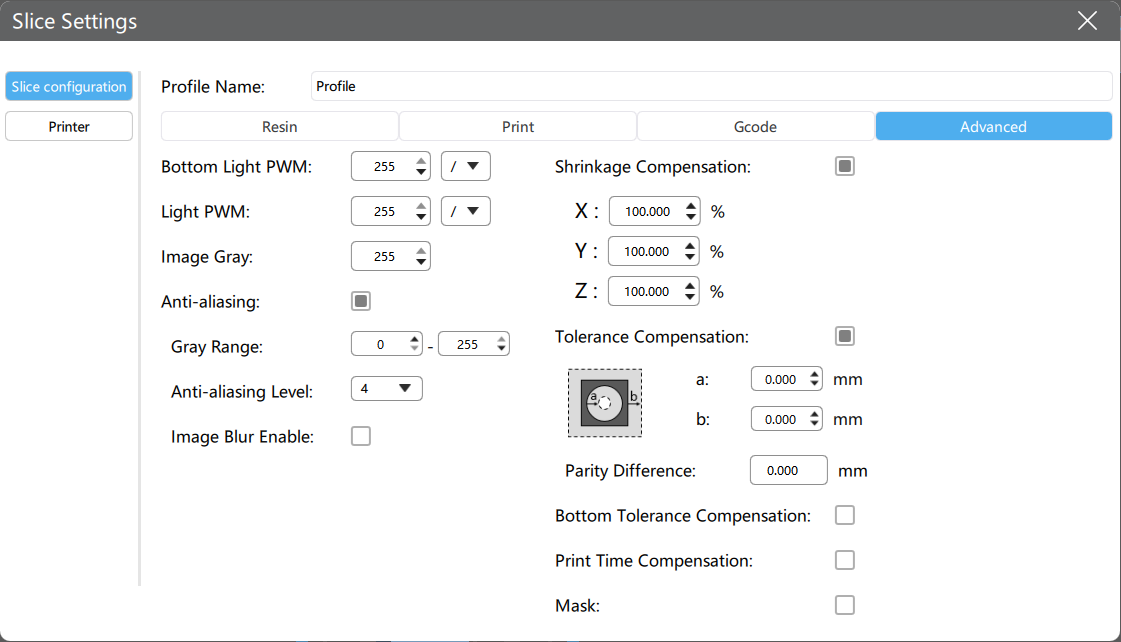 Slice Settings
Slice configuration
Printer
Profile Name: Profile
Resin Print Gcode Advanced
Bottom Light PWM: 255 /
Light PWM: 255 /
Image Gray: 255
Anti-aliasing:
Gray Range: 0 - 255
Anti-aliasing Level: 4
Image Blur Enable:
Shrinkage Compensation:
X : 100.000 %
Y : 100.000 %
Z : 100.000 %
Tolerance Compensation:
a b
a: 0.000 mm
b: 0.000 mm
Parity Difference: 0.000 mm
Bottom Tolerance Compensation:
Print Time Compensation:
Mask: